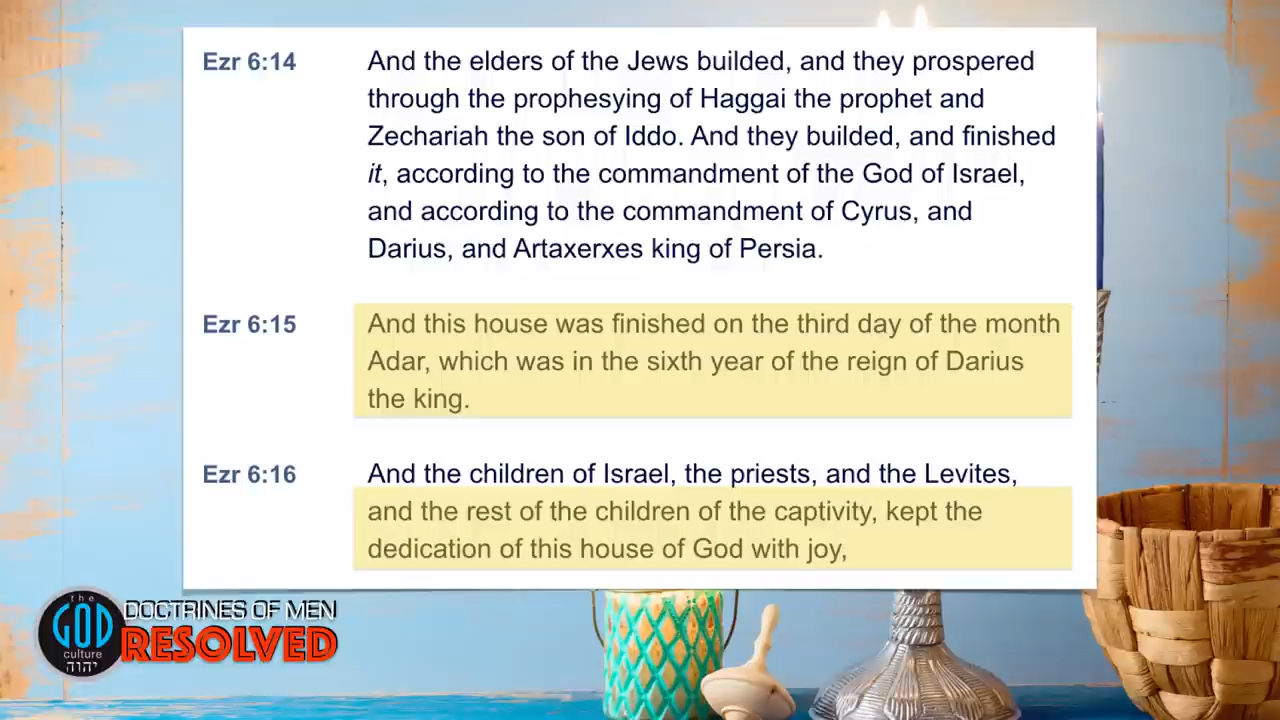 Ezr 6:14 And the elders of the Jews builded, and they prospered
through the prophesying of Haggai the prophet and
Zechariah the son of Iddo. And they builded, and finished
it, according to the commandment of the God of Israel,
and according to the commandment of Cyrus, and
Darius, and Artaxerxes king of Persia.
Ezr 6:15 And this house was finished on the third day of the month
Adar, which was in the sixth year of the reign of Darius
the king.
Ezr 6:16 And the children of Israel, the priests, and the Levites,
and the rest of the children of the captivity, kept the
dedication of this house of God with joy,
the
GOD
culture
יהוה
DOCTRINES OF MEN
RESOLVED